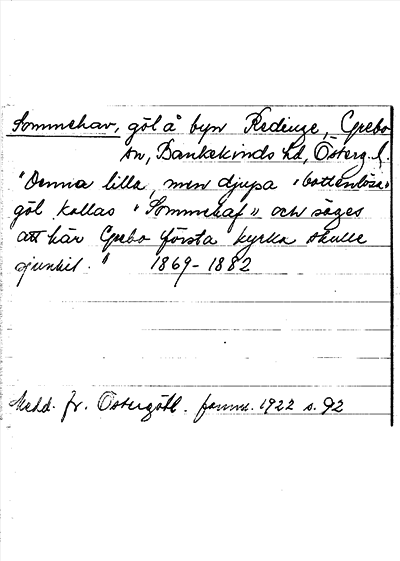 Sommehav, göl å byn Redinge, Grebo
sn, Bankekinds hd, Österg. l.
"Denna lilla, men djupa "bottenlösa"
göl kallas "Sommehaf" och säges
att här Grebo första kyrka skulle
sjunkit." 1869-1882
Medd. fr. Östergötl. fornm. 1922 s. 92